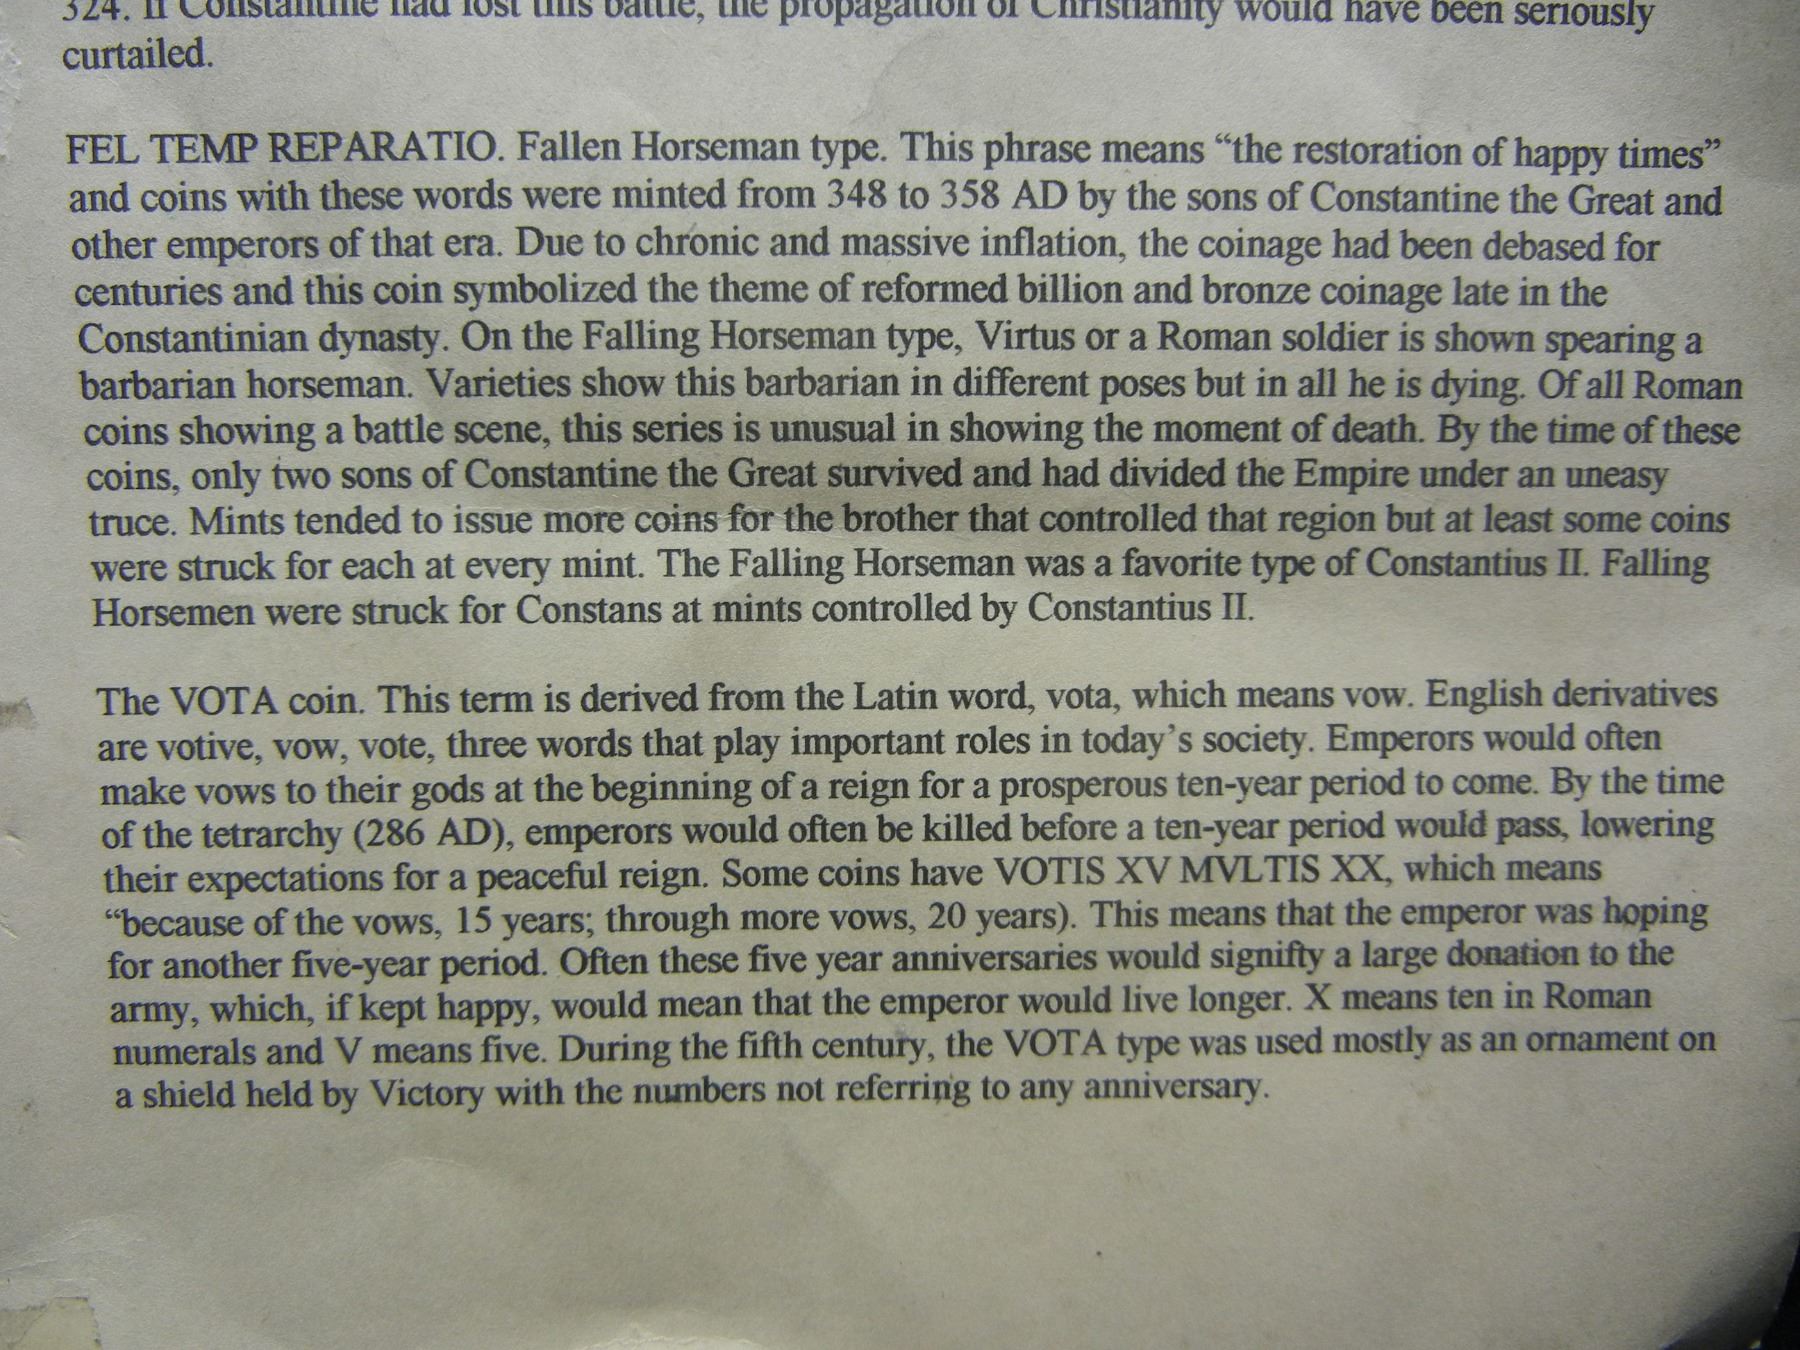 324. If Constantine had lost this battle, the propagation of Christianity would have been seriously
curtailed.
FEL TEMP REPARATIO. Fallen Horseman type. This phrase means “the restoration of happy times”
and coins with these words were minted from 348 to 358 AD by the sons of Constantine the Great and
other emperors of that era. Due to chronic and massive inflation, the coinage had been debased for
centuries and this coin symbolized the theme of reformed billion and bronze coinage late in the
Constantinian dynasty. On the Falling Horseman type, Virtus or a Roman soldier is shown spearing a
barbarian horseman. Varieties show this barbarian in different poses but in all he is dying. Of all Roman
coins showing a battle scene, this series is unusual in showing the moment of death. By the time of these
coins, only two sons of Constantine the Great survived and had divided the Empire under an uneasy
truce. Mints tended to issue more coins for the brother that controlled that region but at least some coins
were struck for each at every mint. The Falling Horseman was a favorite type of Constantius II. Falling
Horsemen were struck for Constans at mints controlled by Constantius II.
The VOTA coin. This term is derived from the Latin word, vota, which means vow. English derivatives
are votive, vow, vote, three words that play important roles in today’s society. Emperors would often
make vows to their gods at the beginning of a reign for a prosperous ten-year period to come. By the time
of the tetrarchy (286 AD), emperors would often be killed before a ten-year period would pass, lowering
their expectations for a peaceful reign. Some coins have VOTIS XV MVLTIS XX, which means
“because of the vows, 15 years; through more vows, 20 years). This means that the emperor was hoping
for another five-year period. Often these five year anniversaries would signifty a large donation to the
army, which, if kept happy, would mean that the emperor would live longer. X means ten in Roman
numerals and V means five. During the fifth century, the VOTA type was used mostly as an ornament on
a shield held by Victory with the numbers not referring to any anniversary.